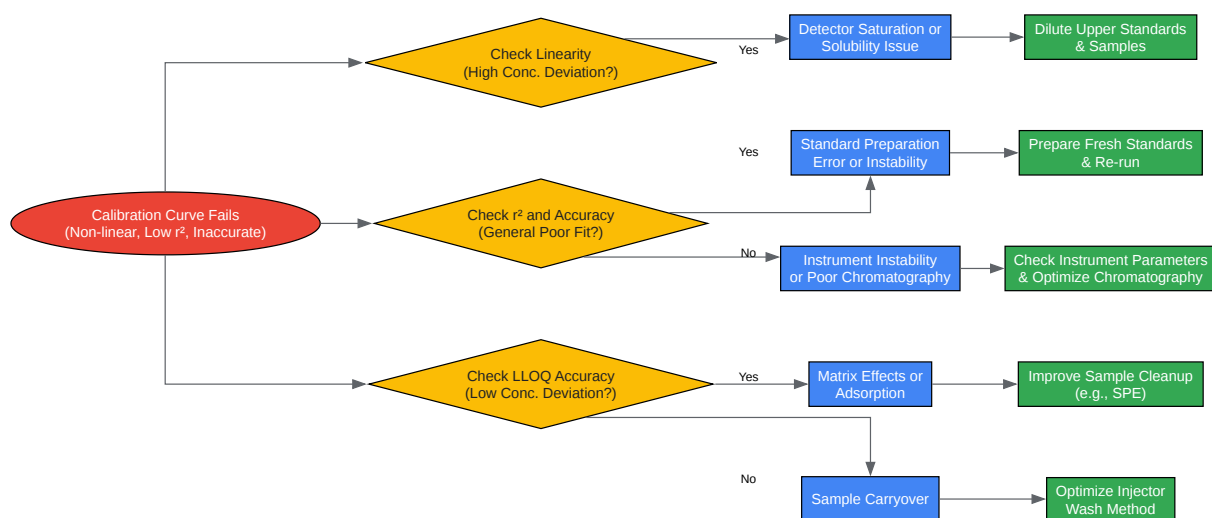 Check Linearity
(High Conc. Deviation?)
Yes
Detector Saturation or
Solubility Issue
Dilute Upper Standards
& Samples
Calibration Curve Fails
(Non-linear, Low r², Inaccurate)
Check r² and Accuracy
(General Poor Fit?)
Yes
Standard Preparation
Error or Instability
Prepare Fresh Standards
& Re-run
No
Instrument Instability
or Poor Chromatography
Check Instrument Parameters
& Optimize Chromatography
Check LLOQ Accuracy
(Low Conc. Deviation?)
Yes
Matrix Effects or
Adsorption
Improve Sample Cleanup
(e.g., SPE)
No
Sample Carryover
Optimize Injector
Wash Method